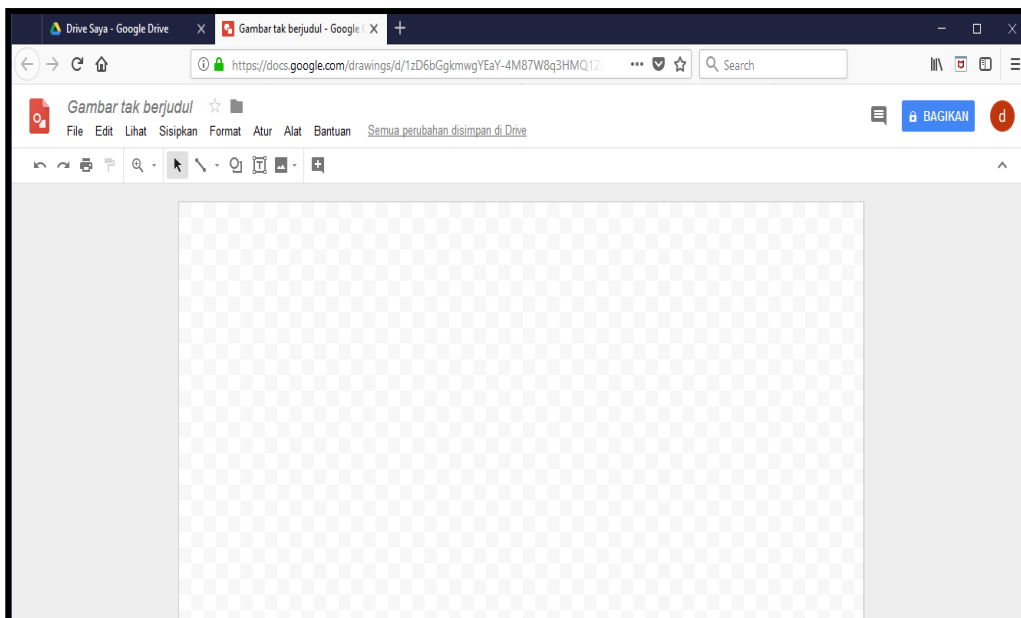 Drive Saya - Google Drive
Gambar tak berjudul - Google
https://docs.google.com/drawings/d/1zD6bGgkmwgYEaY-4M87W8q3HMQ1Z
Search
Gambar tak berjudul
File Edit Lihat Sisipkan Format Atur Alat Bantuan Semua perubahan disimpan di Drive
BAGIKAN
d